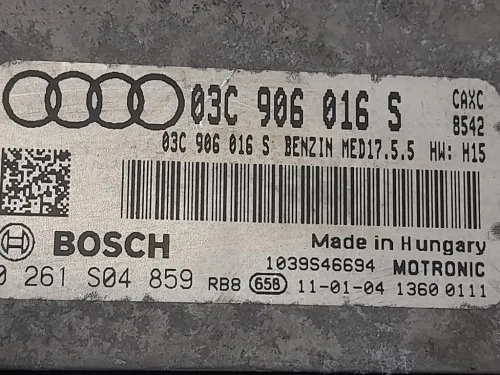 03C 906 016 S CAXC
8542
03C 906 016 S BENZIN MED17.5.5 HW: H15
BOSCH
Made in Hungary
1039S46694 MOTRONIC
0 261 S04 859 RB8 658 11-01-04 1360 0111